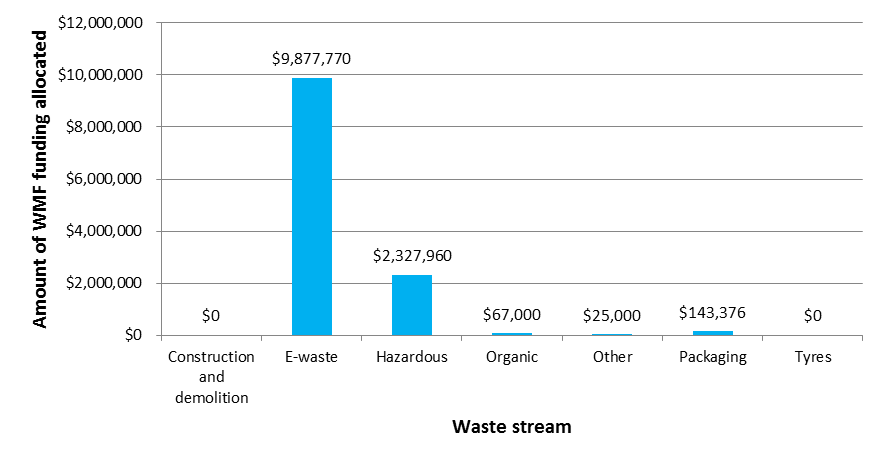 Amount of WMF funding allocated
$12,000,000
$10,000,000
$8,000,000
$6,000,000
$4,000,000
$2,000,000
$0
$0
$9,877,770
$2,327,960
$67,000
$25,000
$143,376
$0
Construction
and
demolition
E-waste
Hazardous
Organic
Other
Packaging
Tyres
Waste stream